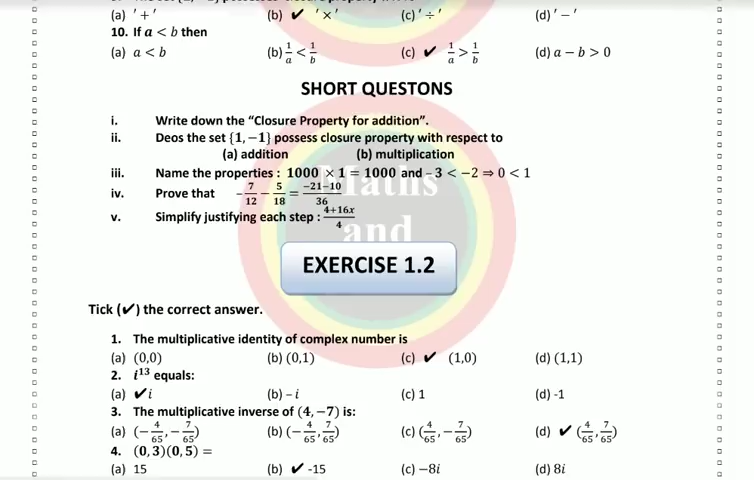 (a) ′ + ′ (b) ✔ ′ × ′ (c) ′ ÷ ′ (d) ′ − ′
10. If a < b then
(a) a < b (b) 1/a < 1/b (c) ✔ 1/a > 1/b (d) a − b > 0
SHORT QUESTONS
i. Write down the “Closure Property for addition”.
ii. Deos the set {1, −1} possess closure property with respect to
(a) addition (b) multiplication
iii. Name the properties : 1000 × 1 = 1000 and – 3 < −2 ⇒ 0 < 1
iv. Prove that −7/12 − 5/18 = −21−10/36
v. Simplify justifying each step : 4+16x/4
Maths
and
EXERCISE 1.2
Tick (✔) the correct answer.
1. The multiplicative identity of complex number is
(a) (0,0) (b) (0,1) (c) ✔ (1,0) (d) (1,1)
2. i¹³ equals:
(a) ✔ i (b) – i (c) 1 (d) -1
3. The multiplicative inverse of (4, −7) is:
(a) (−4/65, −7/65) (b) (−4/65, 7/65) (c) (4/65, −7/65) (d) ✔ (4/65, 7/65)
4. (0, 3)(0, 5) =
(a) 15 (b) ✔ -15 (c) −8i (d) 8i